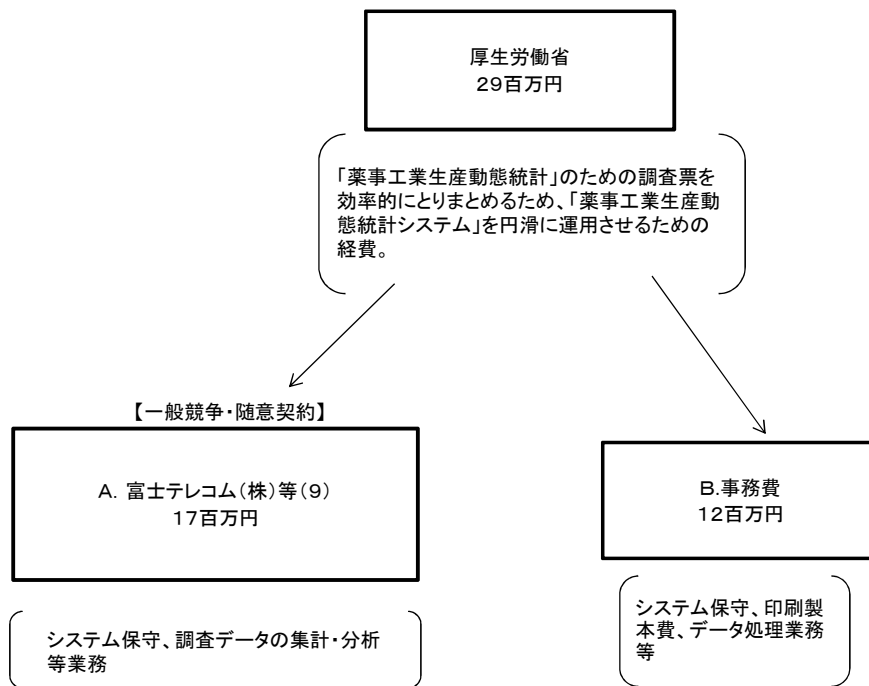 厚生労働省
29百万円
「薬事工業生産動態統計」のための調査票を
効率的にとりまとめるため、「薬事工業生産動
態統計システム」を円滑に運用させるための
経費。
【一般競争・随意契約】
A. 富士テレコム(株)等(9)
17百万円
B.事務費
12百万円
システム保守、調査データの集計・分析
等業務
システム保守、印刷製
本費、データ処理業務
等